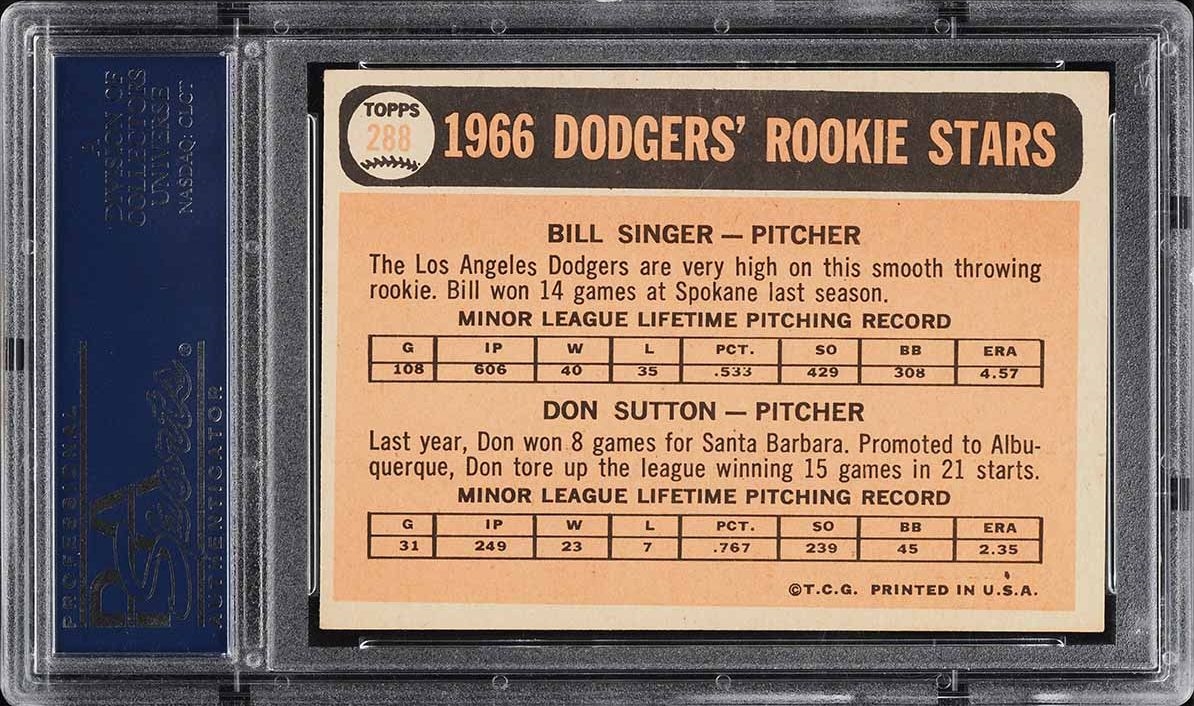 A
DIVISION OF
COLLECTORS
UNIVERSE
NASDAQ: CLCT
PROFESSIONAL
PSA
Sports®
AUTHENTICATOR
TOPPS
288
1966 DODGERS' ROOKIE STARS
BILL SINGER — PITCHER
The Los Angeles Dodgers are very high on this smooth throwing
rookie. Bill won 14 games at Spokane last season.
MINOR LEAGUE LIFETIME PITCHING RECORD
G IP W L PCT. SO BB ERA
108 606 40 35 .533 429 308 4.57
DON SUTTON — PITCHER
Last year, Don won 8 games for Santa Barbara. Promoted to Albu-
querque, Don tore up the league winning 15 games in 21 starts.
MINOR LEAGUE LIFETIME PITCHING RECORD
G IP W L PCT. SO BB ERA
31 249 23 7 .767 239 45 2.35
©T.C.G. PRINTED IN U.S.A.